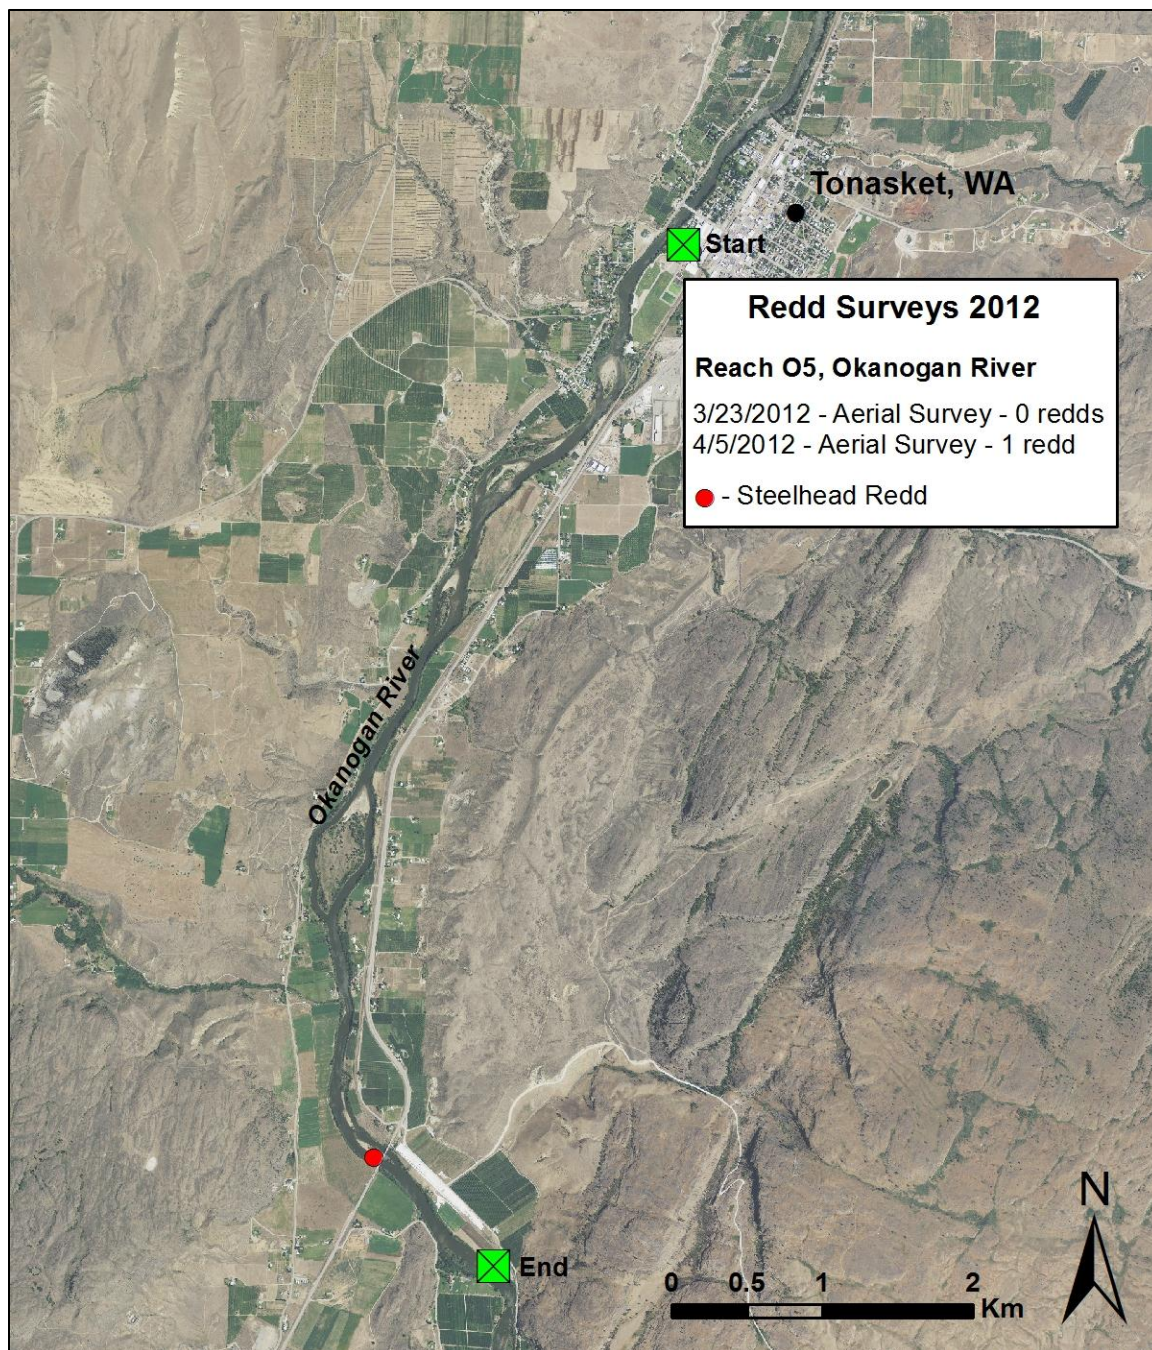 Tonasket, WA
Start
Redd Surveys 2012
Reach O5, Okanogan River
3/23/2012 - Aerial Survey - 0 redds
4/5/2012 - Aerial Survey - 1 redd
- Steelhead Redd
Okanogan River
End
N
0 0.5 1 2
Km